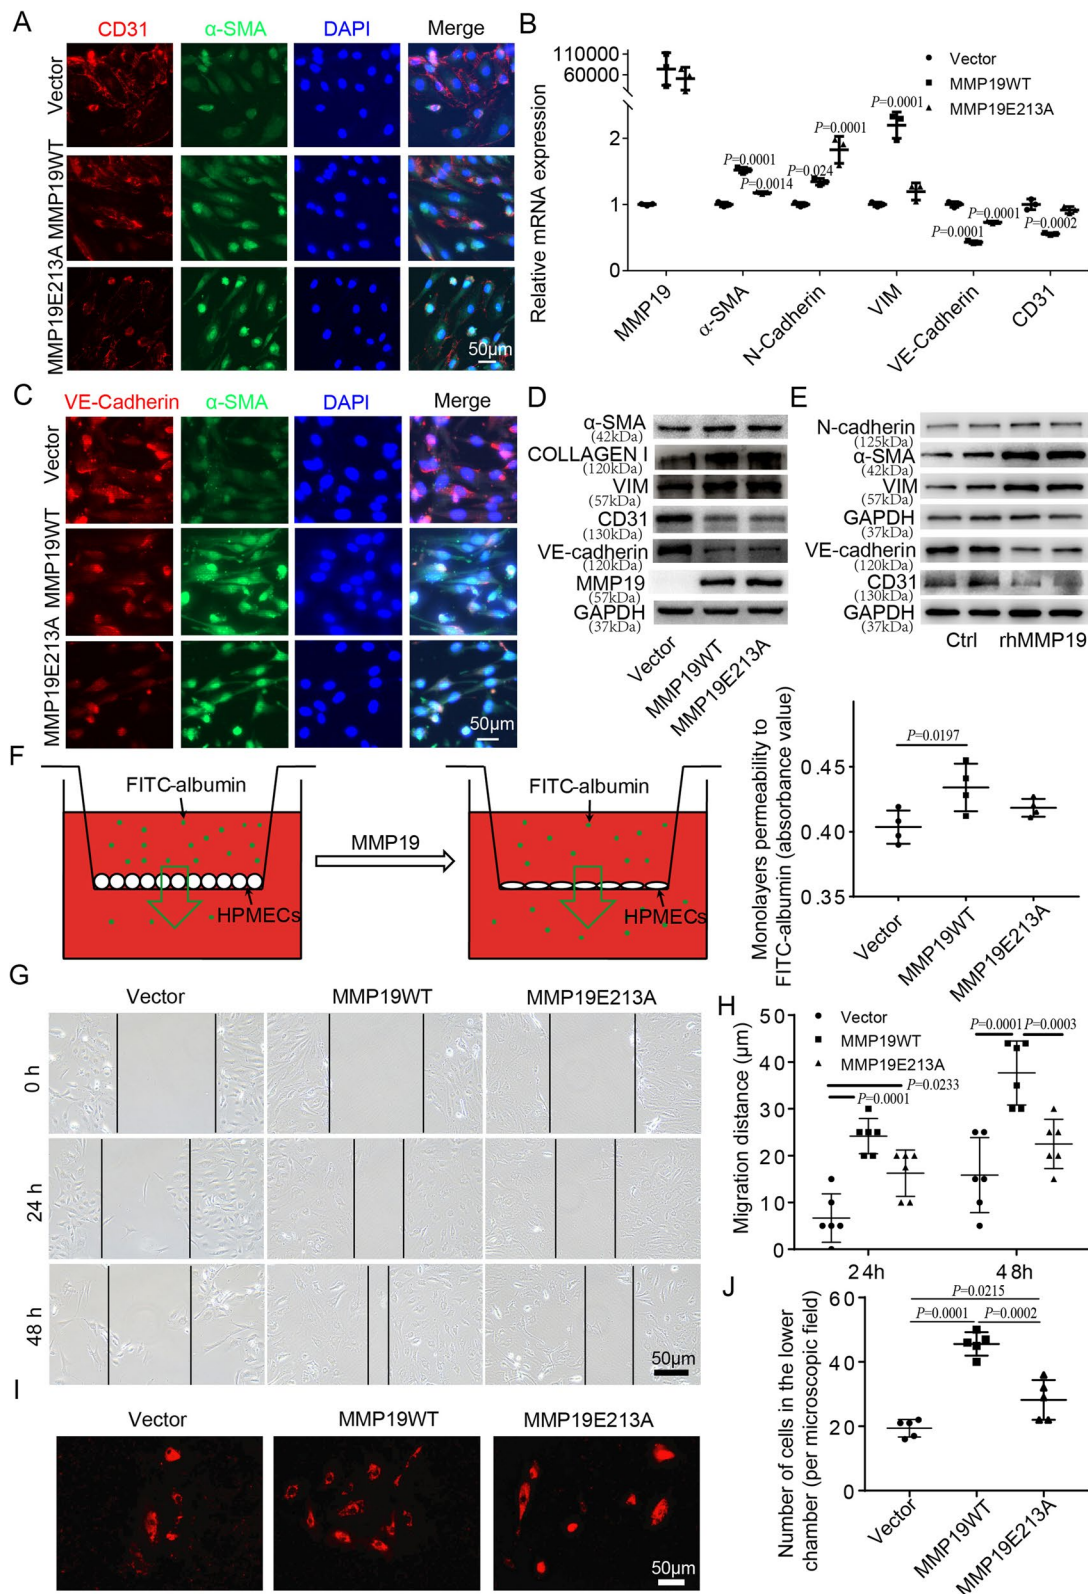 A
CD31 α-SMA DAPI Merge
Vector
MMP19WT
MMP19E213A
50μm
B
Relative mRNA expression
110000
60000
2
1
0
Vector
MMP19WT
MMP19E213A
P=0.0001
P=0.0014
P=0.024
P=0.0001
P=0.0001
P=0.0001
P=0.0001
P=0.0002
MMP19
α-SMA
N-Cadherin
VIM
VE-Cadherin
CD31
C
VE-Cadherin α-SMA DAPI Merge
Vector
MMP19WT
MMP19E213A
50μm
D
α-SMA
(42kDa)
COLLAGEN I
(120kDa)
VIM
(57kDa)
CD31
(130kDa)
VE-cadherin
(120kDa)
MMP19
(57kDa)
GAPDH
(37kDa)
Vector
MMP19WT
MMP19E213A
E
N-cadherin
(125kDa)
α-SMA
(42kDa)
VIM
(57kDa)
GAPDH
(37kDa)
VE-cadherin
(120kDa)
CD31
(130kDa)
GAPDH
(37kDa)
Ctrl rhMMP19
F
FITC-albumin
HPMECs
MMP19
FITC-albumin
HPMECs
Monolayers permeability to
FITC-albumin (absorbance value)
0.45
0.40
0.35
P=0.0197
Vector
MMP19WT
MMP19E213A
G
Vector MMP19WT MMP19E213A
0 h
24 h
48 h
50μm
H
Migration distance (μm)
50
40
30
20
10
0
Vector
MMP19WT
MMP19E213A
P=0.0233
P=0.0001
P=0.0001
P=0.0003
24h 48h
I
Vector MMP19WT MMP19E213A
50μm
J
Number of cells in the lower
chamber (per microscopic field)
60
40
20
0
P=0.0215
P=0.0001
P=0.0002
Vector
MMP19WT
MMP19E213A